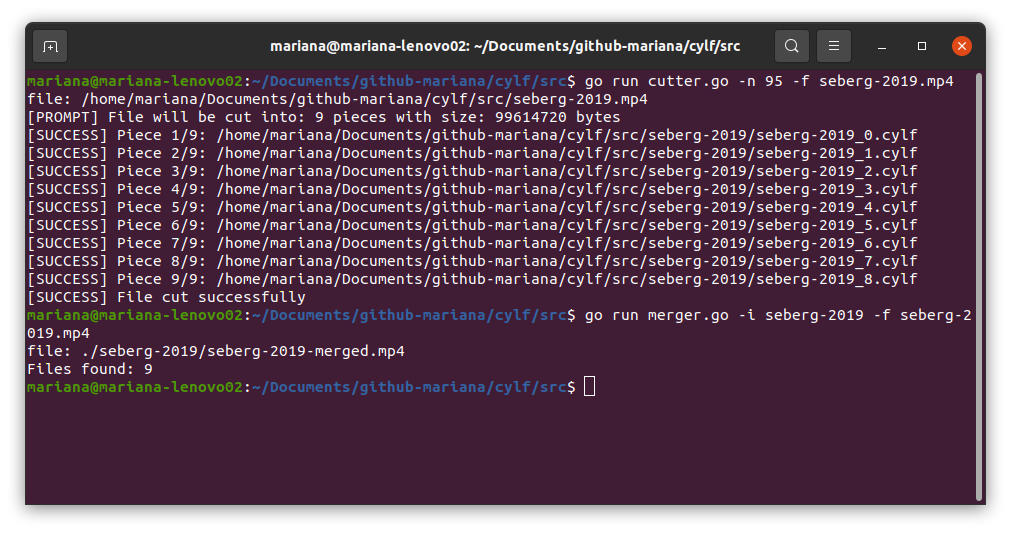 mariana@mariana-lenovo02: ~/Documents/github-mariana/cylf/src
mariana@mariana-lenovo02:~/Documents/github-mariana/cylf/src$ go run cutter.go -n 95 -f seberg-2019.mp4
file: /home/mariana/Documents/github-mariana/cylf/src/seberg-2019.mp4
[PROMPT] File will be cut into: 9 pieces with size: 99614720 bytes
[SUCCESS] Piece 1/9: /home/mariana/Documents/github-mariana/cylf/src/seberg-2019/seberg-2019_0.cylf
[SUCCESS] Piece 2/9: /home/mariana/Documents/github-mariana/cylf/src/seberg-2019/seberg-2019_1.cylf
[SUCCESS] Piece 3/9: /home/mariana/Documents/github-mariana/cylf/src/seberg-2019/seberg-2019_2.cylf
[SUCCESS] Piece 4/9: /home/mariana/Documents/github-mariana/cylf/src/seberg-2019/seberg-2019_3.cylf
[SUCCESS] Piece 5/9: /home/mariana/Documents/github-mariana/cylf/src/seberg-2019/seberg-2019_4.cylf
[SUCCESS] Piece 6/9: /home/mariana/Documents/github-mariana/cylf/src/seberg-2019/seberg-2019_5.cylf
[SUCCESS] Piece 7/9: /home/mariana/Documents/github-mariana/cylf/src/seberg-2019/seberg-2019_6.cylf
[SUCCESS] Piece 8/9: /home/mariana/Documents/github-mariana/cylf/src/seberg-2019/seberg-2019_7.cylf
[SUCCESS] Piece 9/9: /home/mariana/Documents/github-mariana/cylf/src/seberg-2019/seberg-2019_8.cylf
[SUCCESS] File cut successfully
mariana@mariana-lenovo02:~/Documents/github-mariana/cylf/src$ go run merger.go -i seberg-2019 -f seberg-2
019.mp4
file: ./seberg-2019/seberg-2019-merged.mp4
Files found: 9
mariana@mariana-lenovo02:~/Documents/github-mariana/cylf/src$